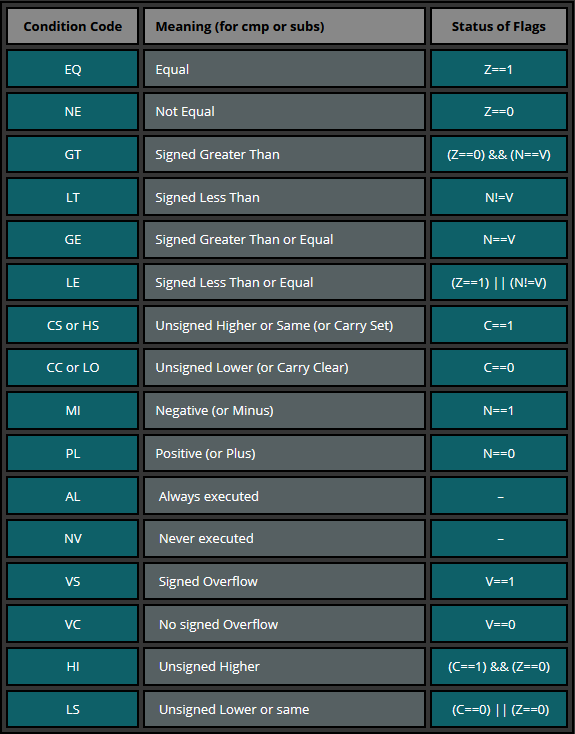 Condition Code Meaning (for cmp or subs) Status of Flags
EQ Equal Z==1
NE Not Equal Z==0
GT Signed Greater Than (Z==0) && (N==V)
LT Signed Less Than N!=V
GE Signed Greater Than or Equal N==V
LE Signed Less Than or Equal (Z==1) || (N!=V)
CS or HS Unsigned Higher or Same (or Carry Set) C==1
CC or LO Unsigned Lower (or Carry Clear) C==0
MI Negative (or Minus) N==1
PL Positive (or Plus) N==0
AL Always executed –
NV Never executed –
VS Signed Overflow V==1
VC No signed Overflow V==0
HI Unsigned Higher (C==1) && (Z==0)
LS Unsigned Lower or same (C==0) || (Z==0)